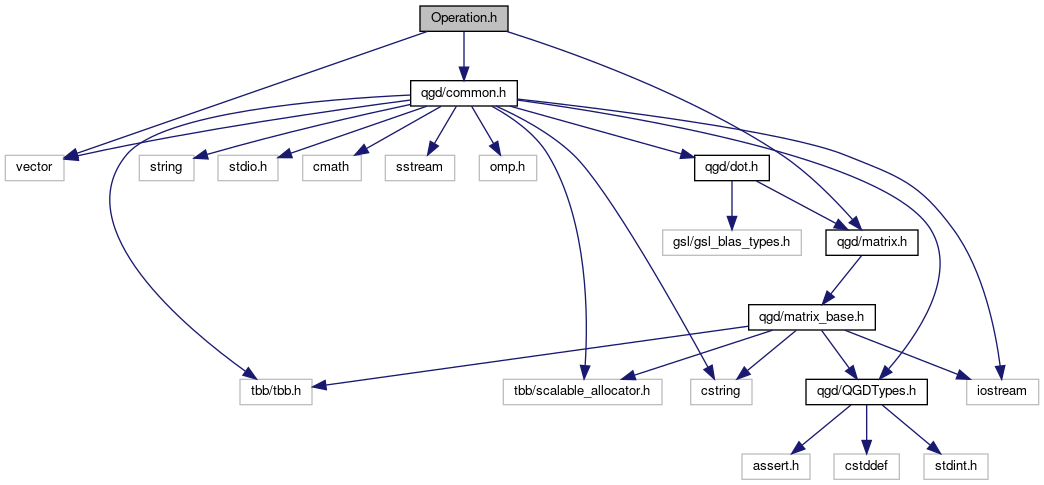 Operation.h
qgd/common.h
vector
string
stdio.h
cmath
sstream
omp.h
qgd/dot.h
gsl/gsl_blas_types.h
qgd/matrix.h
qgd/matrix_base.h
tbb/tbb.h
tbb/scalable_allocator.h
cstring
qgd/QGDTypes.h
iostream
assert.h
cstddef
stdint.h